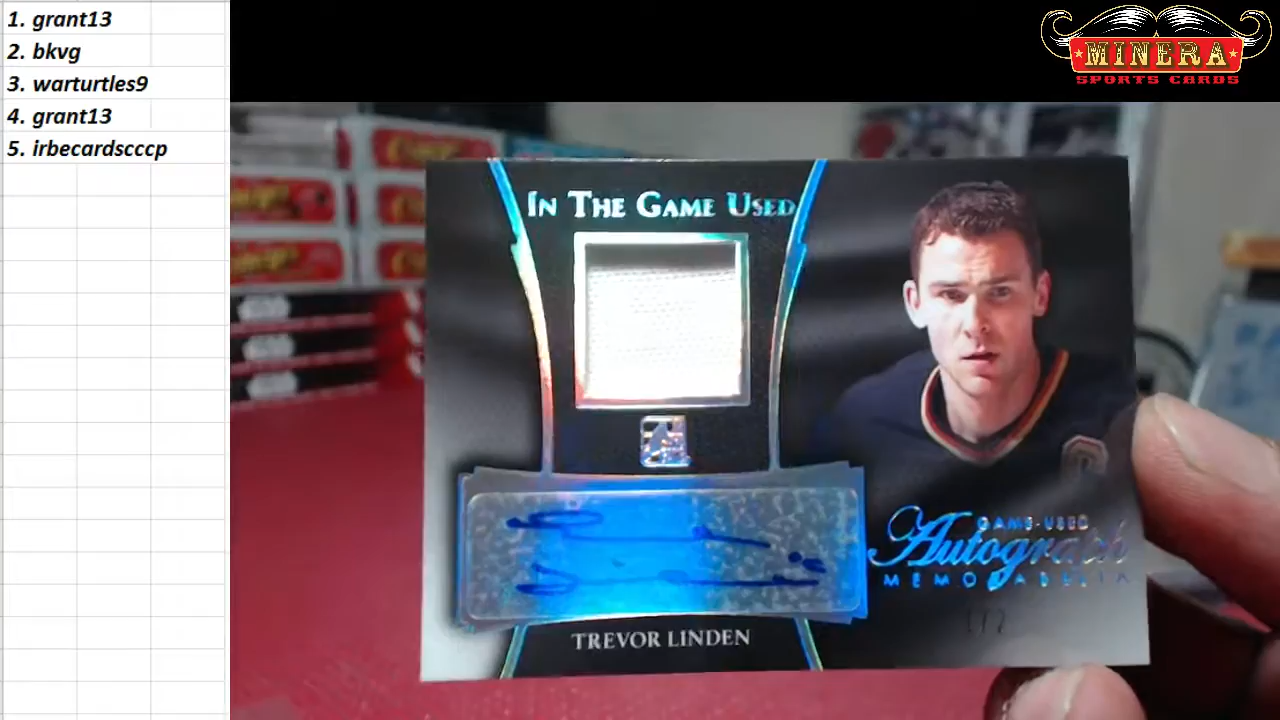 1. grant13
2. bkvg
3. warturtles9
4. grant13
5. irbecardscccp
MINERA
SPORTS CARDS
IN THE GAME USED
GAME-USED
Autograph
MEMORABILIA
TREVOR LINDEN